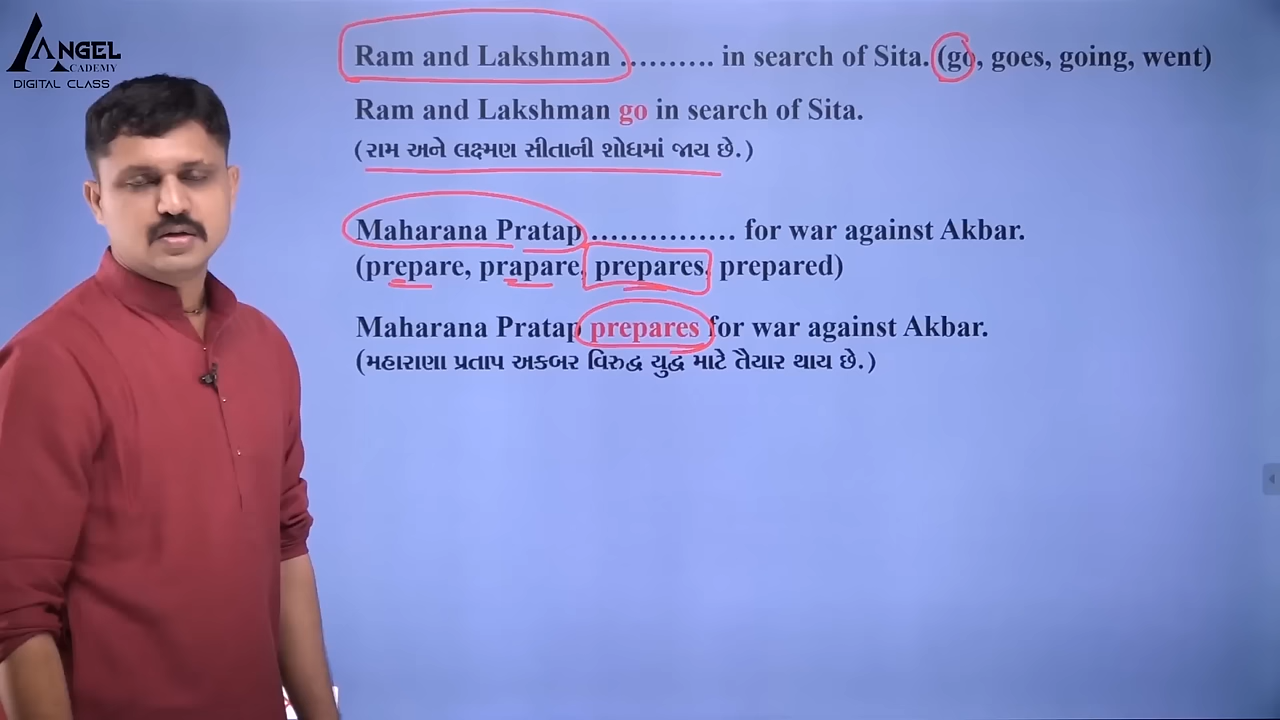 ANGEL
ACADEMY
DIGITAL CLASS
Ram and Lakshman .......... in search of Sita. (go, goes, going, went)
Ram and Lakshman go in search of Sita.
(રામ અને લક્ષ્મણ સીતાની શોધમાં જાય છે.)
Maharana Pratap ............... for war against Akbar.
(prepare, prapare, prepares, prepared)
Maharana Pratap prepares for war against Akbar.
(મહારાણા પ્રતાપ અકબર વિરુદ્ધ યુદ્ધ માટે તૈયાર થાય છે.)